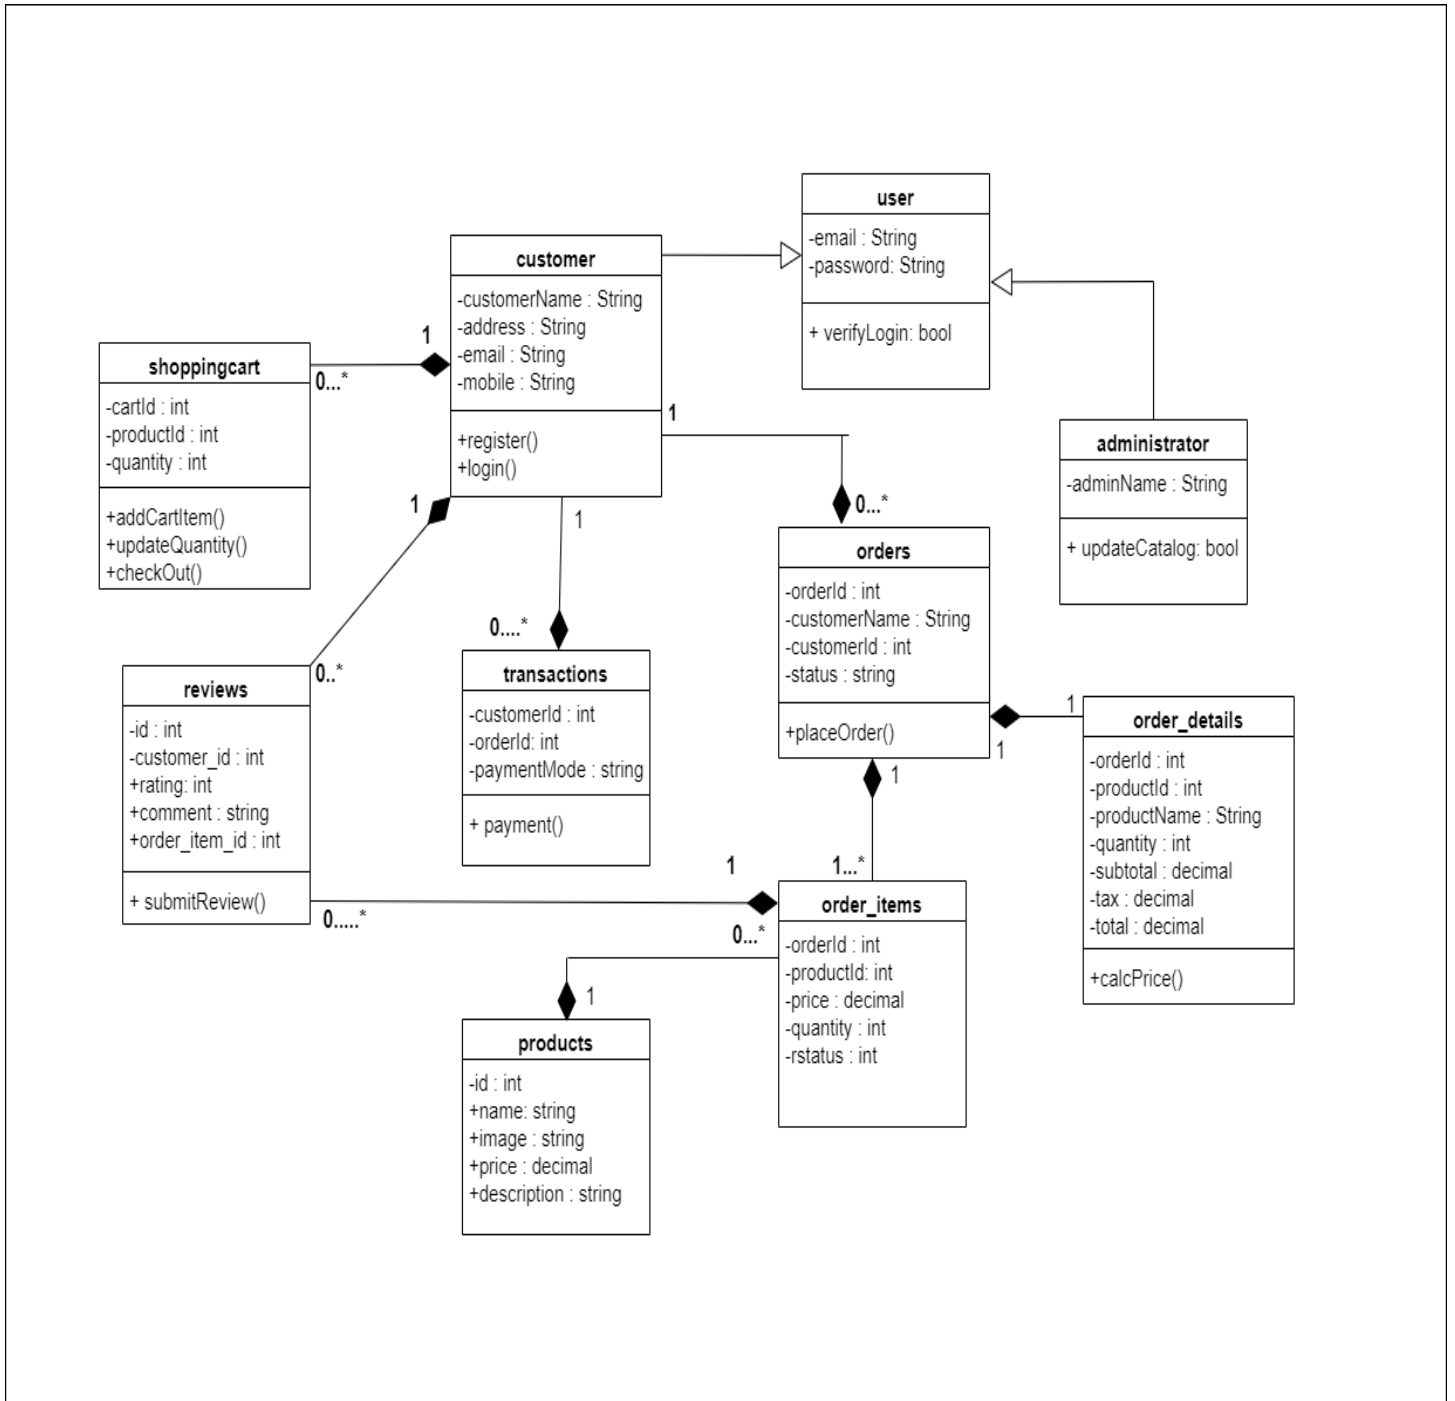 user
-email : String
-password: String
+ verifyLogin: bool
customer
-customerName : String
-address : String
-email : String
-mobile : String
+register()
+login()
1
0...*
shoppingcart
-cartId : int
-productId : int
-quantity : int
+addCartItem()
+updateQuantity()
+checkOut()
1
0...*
administrator
-adminName : String
+ updateCatalog: bool
1
0..*
1
0....*
orders
-orderId : int
-customerName : String
-customerId : int
-status : string
+placeOrder()
reviews
-id : int
-customer_id : int
+rating: int
+comment : string
+order_item_id : int
+ submitReview()
transactions
-customerId : int
-orderId: int
-paymentMode : string
+ payment()
1
1
order_details
-orderId : int
-productId : int
-productName : String
-quantity : int
-subtotal : decimal
-tax : decimal
-total : decimal
+calcPrice()
1
1...*
1
0.....*
0...*
1
order_items
-orderId : int
-productId: int
-price : decimal
-quantity : int
-rstatus : int
products
-id : int
+name: string
+image : string
+price : decimal
+description : string